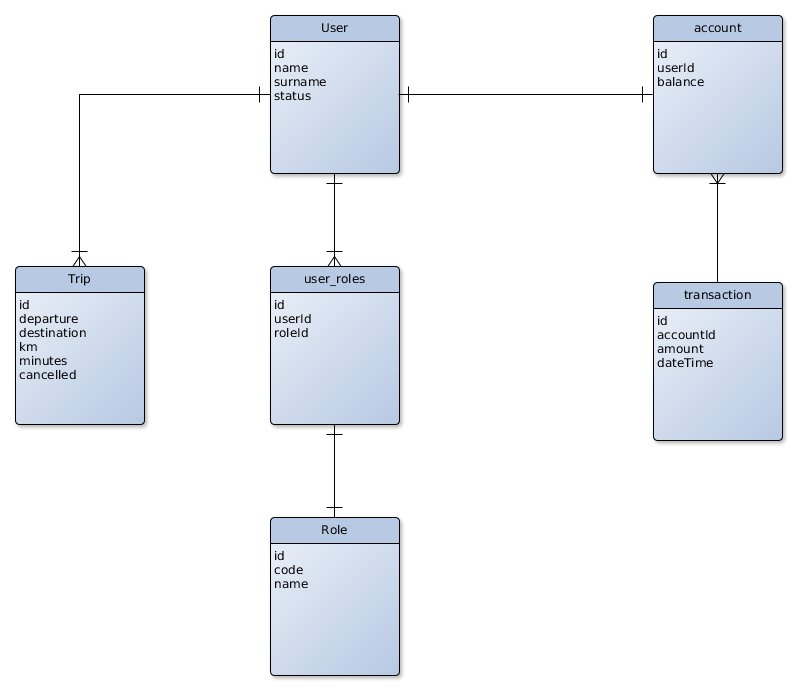 User
id
name
surname
status
account
id
userId
balance
Trip
id
departure
destination
km
minutes
cancelled
user_roles
id
userId
roleId
transaction
id
accountId
amount
dateTime
Role
id
code
name